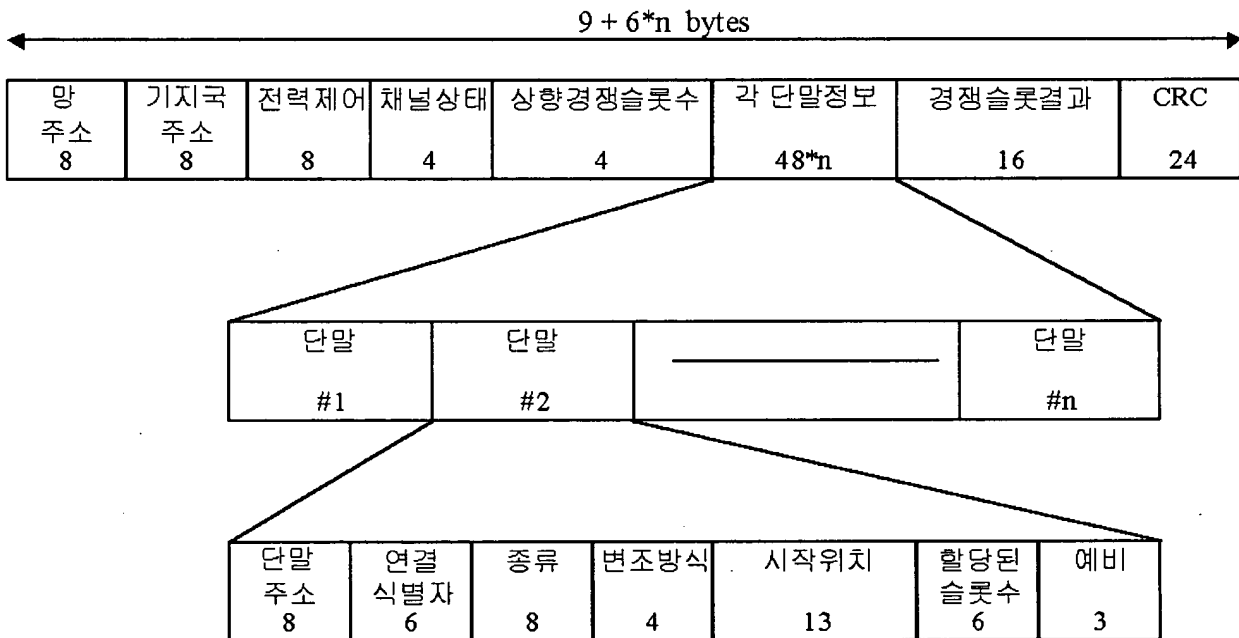 9 + 6*n bytes
망 주소 8
기지국 주소 8
전력제어 8
채널상태 4
상향경쟁슬롯수 4
각 단말정보 48*n
경쟁슬롯결과 16
CRC 24
단말 #1
단말 #2
단말 #n
단말 주소 8
연결 식별자 6
종류 8
변조방식 4
시작위치 13
할당된 슬롯수 6
예비 3